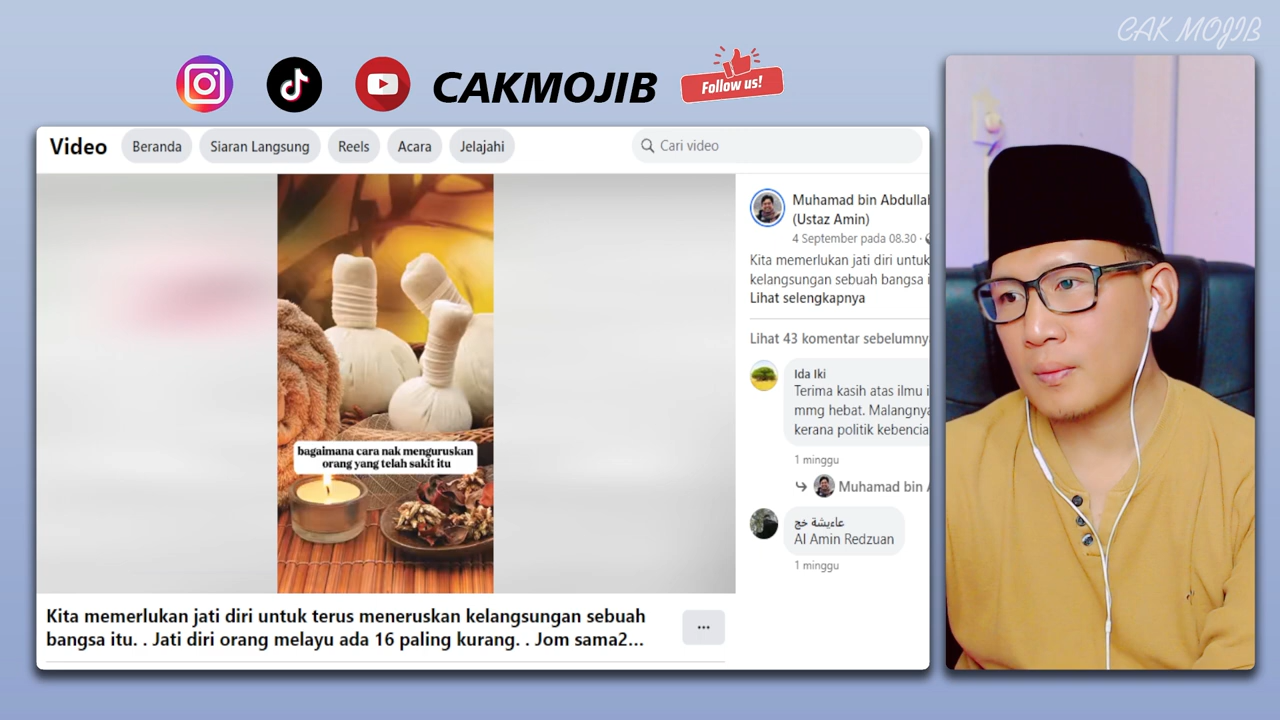 CAK MOJIB
CAKMOJIB
Follow us!
Video
Beranda
Siaran Langsung
Reels
Acara
Jelajahi
Cari video
bagaimana cara nak menguruskan
orang yang telah sakit itu
Muhamad bin Abdullah
(Ustaz Amin)
4 September pada 08.30 ·
Kita memerlukan jati diri untuk
kelangsungan sebuah bangsa i
Lihat selengkapnya
Lihat 43 komentar sebelumny
Ida Iki
Terima kasih atas ilmu i
mmg hebat. Malangnya
kerana politik kebencia
1 minggu
Muhamad bin A
عاءيشة خج
Al Amin Redzuan
1 minggu
Kita memerlukan jati diri untuk terus meneruskan kelangsungan sebuah
bangsa itu. . Jati diri orang melayu ada 16 paling kurang. . Jom sama2...